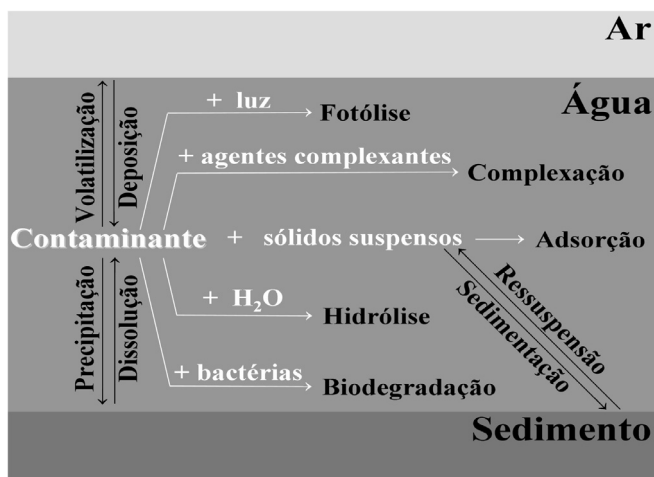 Ar
Água
+ luz
Fotólise
+ agentes complexantes
Complexação
Volatilização
Deposição
Contaminante + sólidos suspensos
Adsorção
Precipitação
Dissolução
+ H₂O
Hidrólise
Ressuspensão
Sedimentação
+ bactérias
Biodegradação
Sedimento